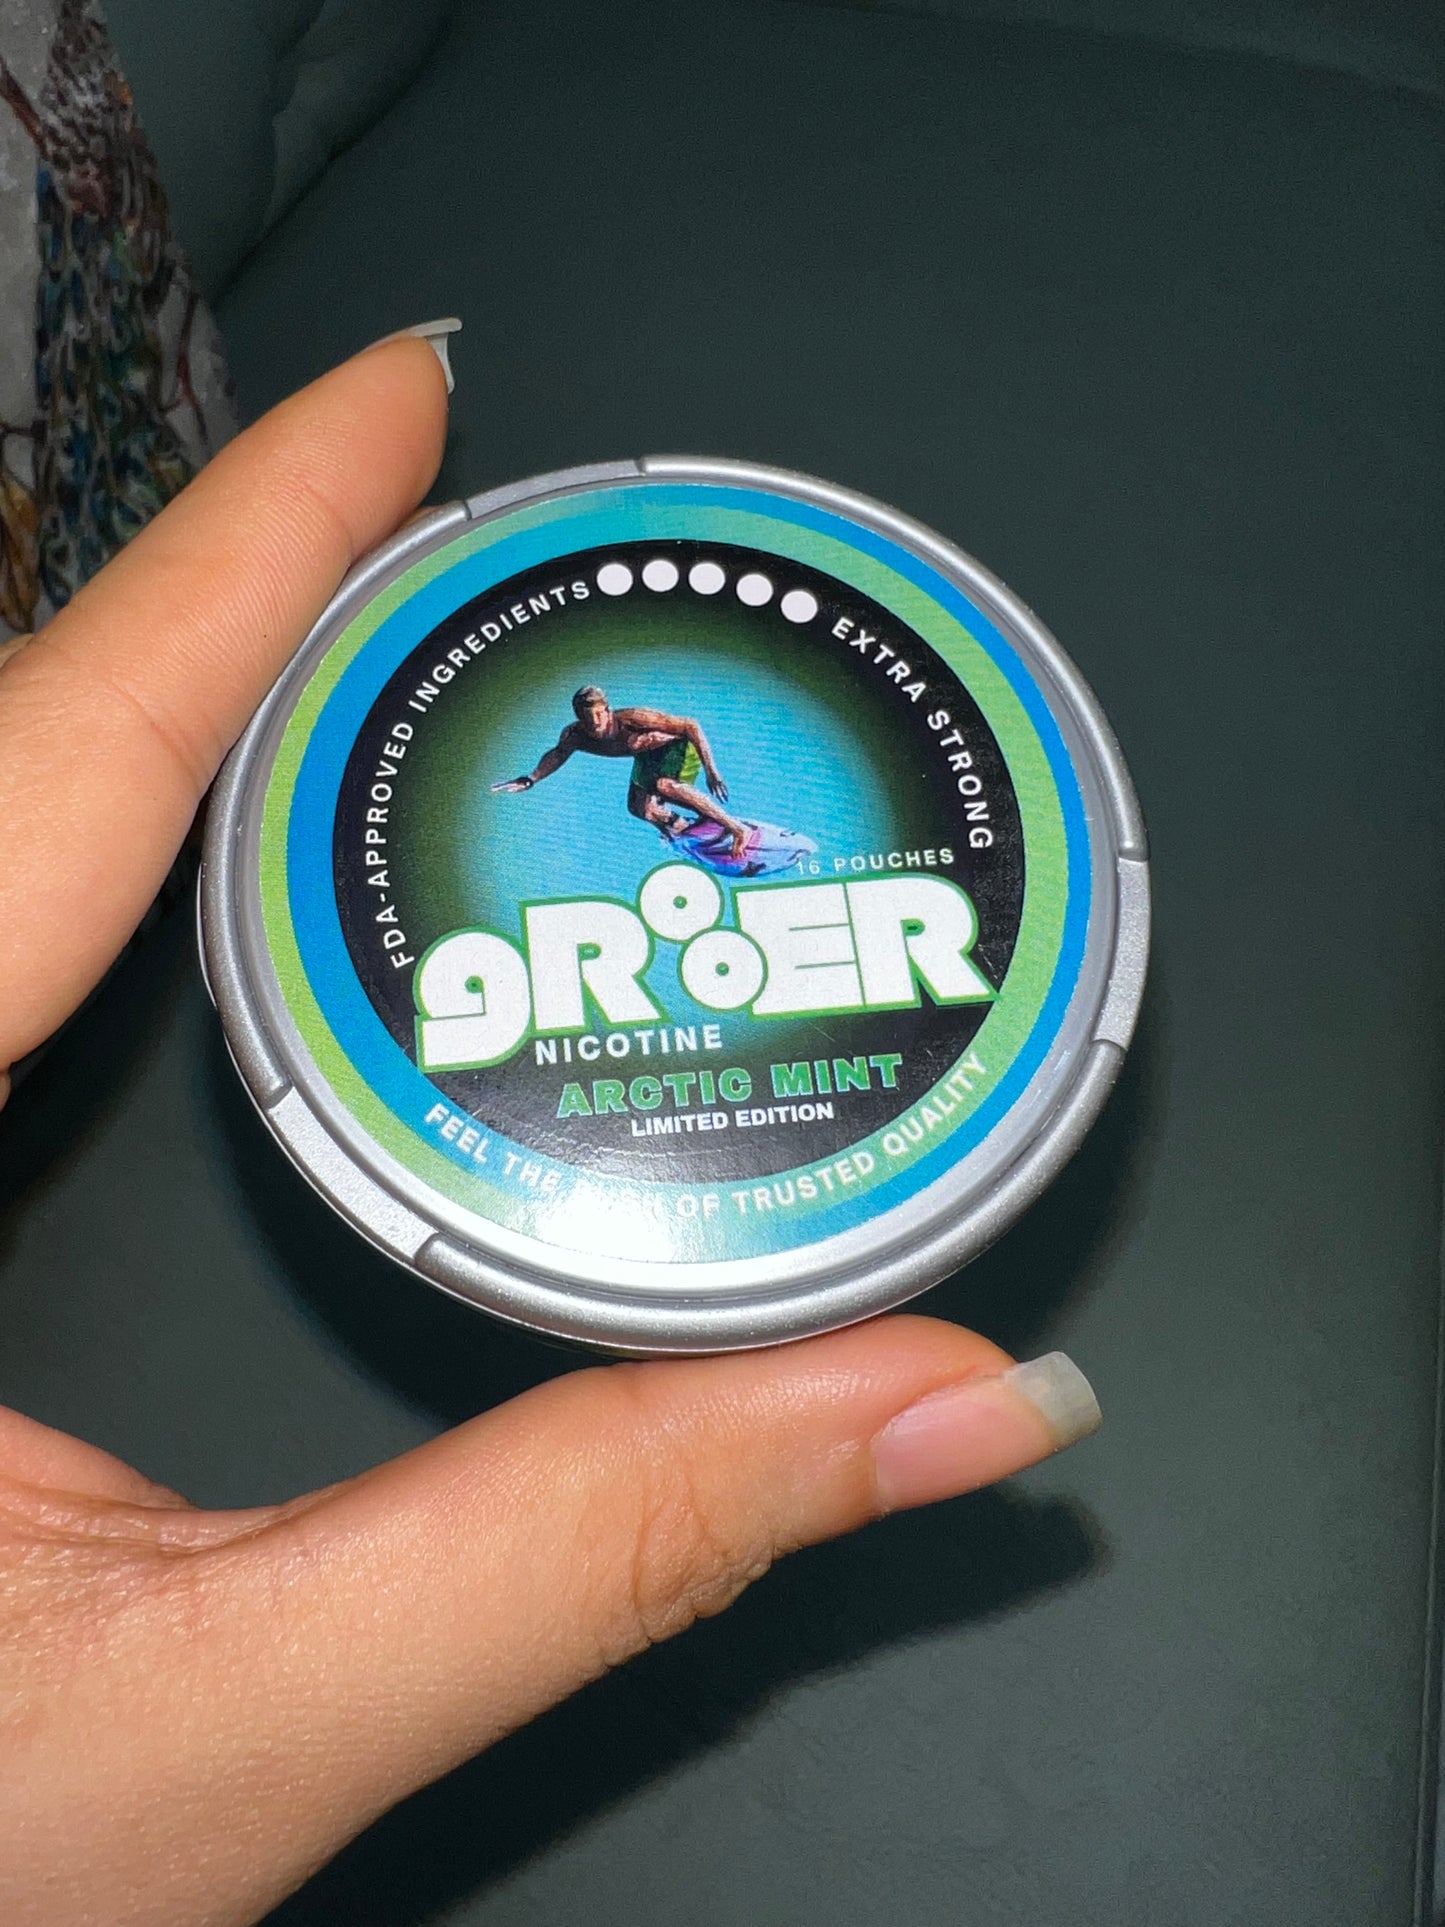 FDA-APPROVED INGREDIENTS
EXTRA STRONG
16 POUCHES
GROOER
NICOTINE
ARCTIC MINT
LIMITED EDITION
FEEL THE OF TRUSTED QUALITY